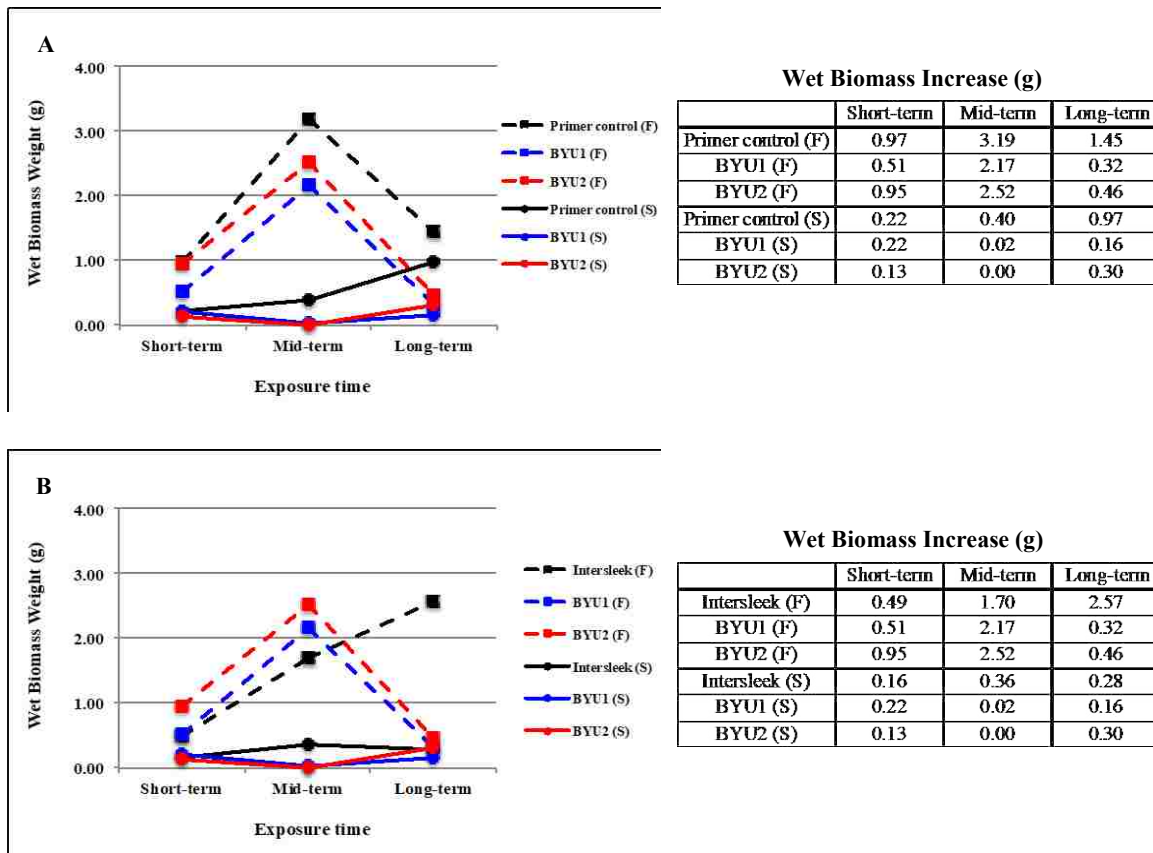 A
Wet Biomass Weight (g)
4.00
3.00
2.00
1.00
0.00
Short-term Mid-term Long-term
Exposure time
Primer control (F)
BYU1 (F)
BYU2 (F)
Primer control (S)
BYU1 (S)
BYU2 (S)
Wet Biomass Increase (g)
Short-term Mid-term Long-term
Primer control (F) 0.97 3.19 1.45
BYU1 (F) 0.51 2.17 0.32
BYU2 (F) 0.95 2.52 0.46
Primer control (S) 0.22 0.40 0.97
BYU1 (S) 0.22 0.02 0.16
BYU2 (S) 0.13 0.00 0.30
B
Wet Biomass Weight (g)
4.00
3.00
2.00
1.00
0.00
Short-term Mid-term Long-term
Exposure time
Intersleek (F)
BYU1 (F)
BYU2 (F)
Intersleek (S)
BYU1 (S)
BYU2 (S)
Wet Biomass Increase (g)
Short-term Mid-term Long-term
Intersleek (F) 0.49 1.70 2.57
BYU1 (F) 0.51 2.17 0.32
BYU2 (F) 0.95 2.52 0.46
Intersleek (S) 0.16 0.36 0.28
BYU1 (S) 0.22 0.02 0.16
BYU2 (S) 0.13 0.00 0.30